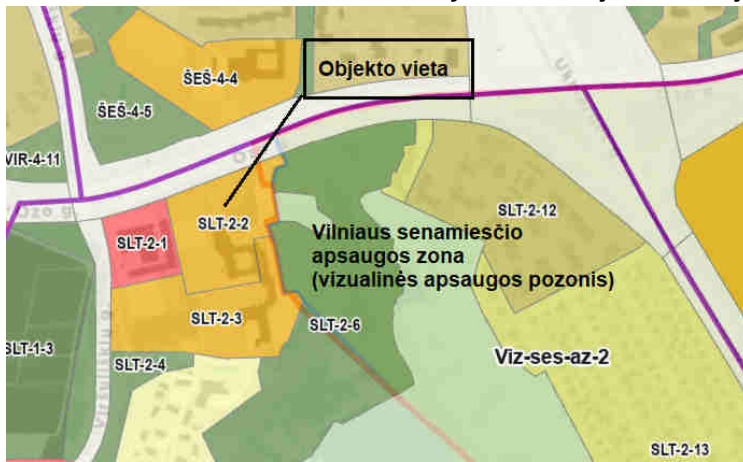 ŠEŠ-4-4
Objekto vieta
ŠEŠ-4-5
VIR-4-11
Ozo g.
SLT-2-2
SLT-2-1
SLT-2-12
Vilniaus senamiesčio
apsaugos zona
(vizualinės apsaugos pozonis)
SLT-2-3
SLT-2-6
SLT-1-3
SLT-2-4
Viršuliškių g.
Viz-ses-az-2
SLT-2-13